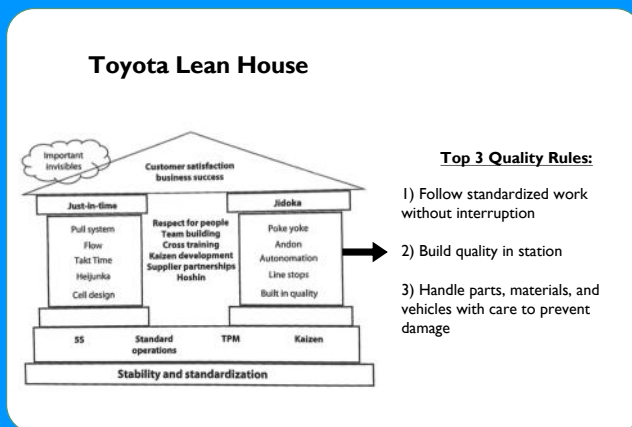 Toyota Lean House
Important
invisibles
Customer satisfaction
business success
Just-in-time
Jidoka
Pull system
Flow
Takt Time
Heijunka
Cell design
Respect for people
Team building
Cross training
Kaizen development
Supplier partnerships
Hoshin
Poke yoke
Andon
Autonomation
Line stops
Built in quality
5S
Standard
operations
TPM
Kaizen
Stability and standardization
Top 3 Quality Rules:
1) Follow standardized work
without interruption
2) Build quality in station
3) Handle parts, materials, and
vehicles with care to prevent
damage